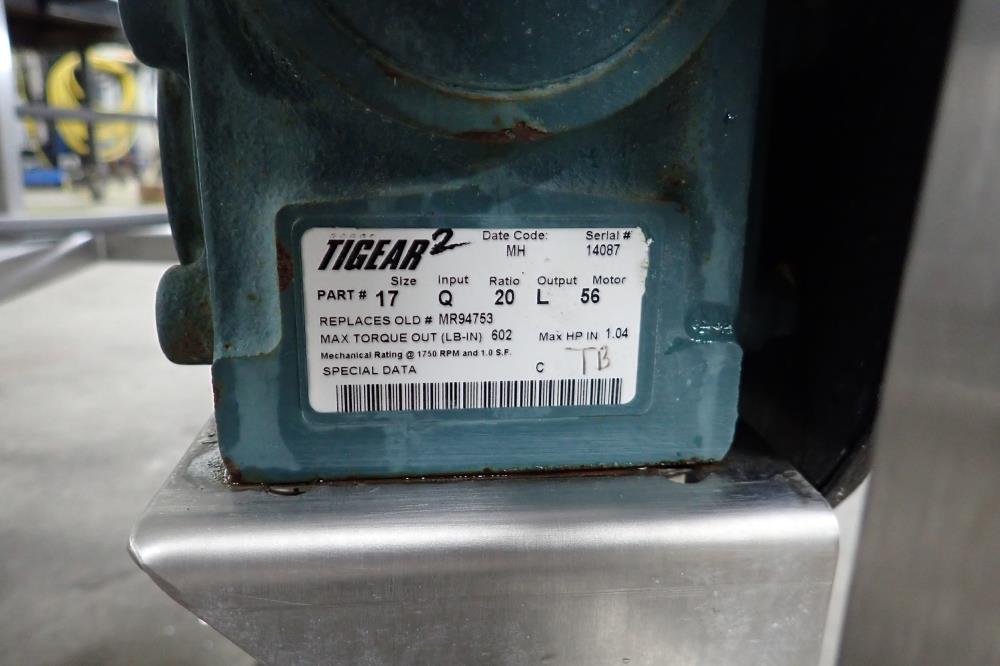 TIGEAR 2 Date Code: Serial #
MH 14087
Size Input Ratio Output Motor
PART # 17 Q 20 L 56
REPLACES OLD # MR94753
MAX TORQUE OUT (LB-IN) 602 Max HP IN 1.04
Mechanical Rating @ 1750 RPM and 1.0 S.F.
SPECIAL DATA C TB